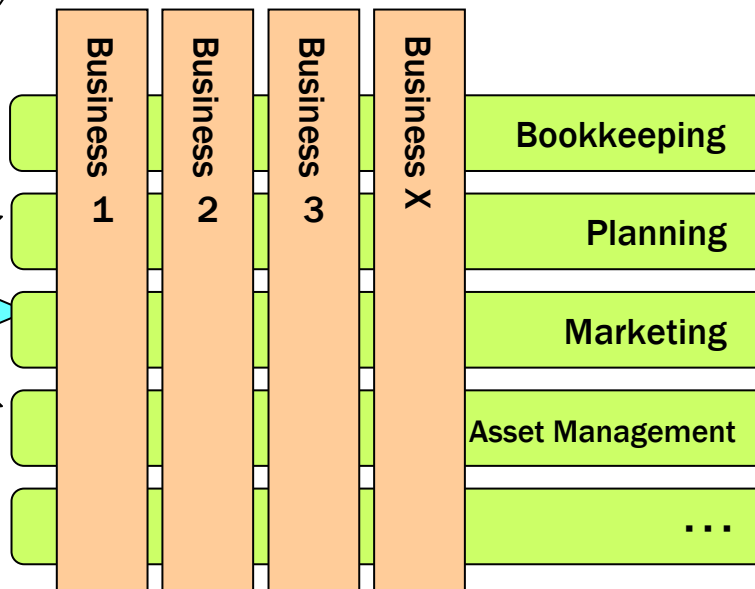 Business 1
Business 2
Business 3
Business X
Bookkeeping
Planning
Marketing
Asset Management
...